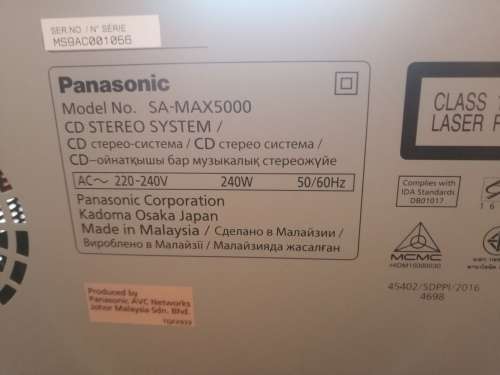 SER.NO / N° SÉRIE
MS9AC001056
Panasonic
Model No. SA-MAX5000
CD STEREO SYSTEM /
CD стерео-система / CD стерео система /
CD-ойнатқышы бар музыкалық стереожүйе
AC~ 220-240V 240W 50/60Hz
Panasonic Corporation
Kadoma Osaka Japan
Made in Malaysia / Сделано в Малайзии /
Вироблено в Малайзії / Малайзияда жасалған
Produced by
Panasonic AVC Networks
Johor Malaysia Sdn. Bhd.
CLASS
LASER
Complies with
IDA Standards
DB01017
MCMC
45402/SDPPI/2016
4698